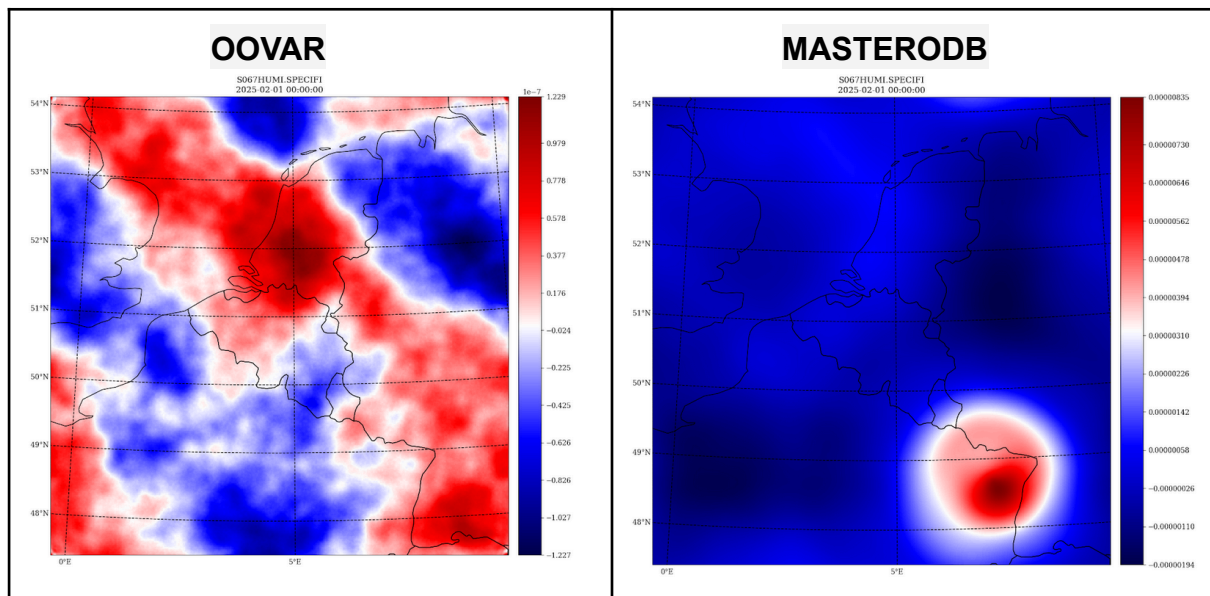 OOVAR
S067HUMI.SPECIFI
2025-02-01 00:00:00
1e−7
54°N
53°N
52°N
51°N
50°N
49°N
48°N
0°E
5°E
1.229
0.979
0.778
0.578
0.377
0.176
−0.024
−0.225
−0.425
−0.626
−0.826
−1.027
−1.227
MASTERODB
S067HUMI.SPECIFI
2025-02-01 00:00:00
54°N
53°N
52°N
51°N
50°N
49°N
48°N
0°E
5°E
0.00000835
0.00000730
0.00000646
0.00000562
0.00000478
0.00000394
0.00000310
0.00000226
0.00000142
0.00000058
−0.00000026
−0.00000110
−0.00000194